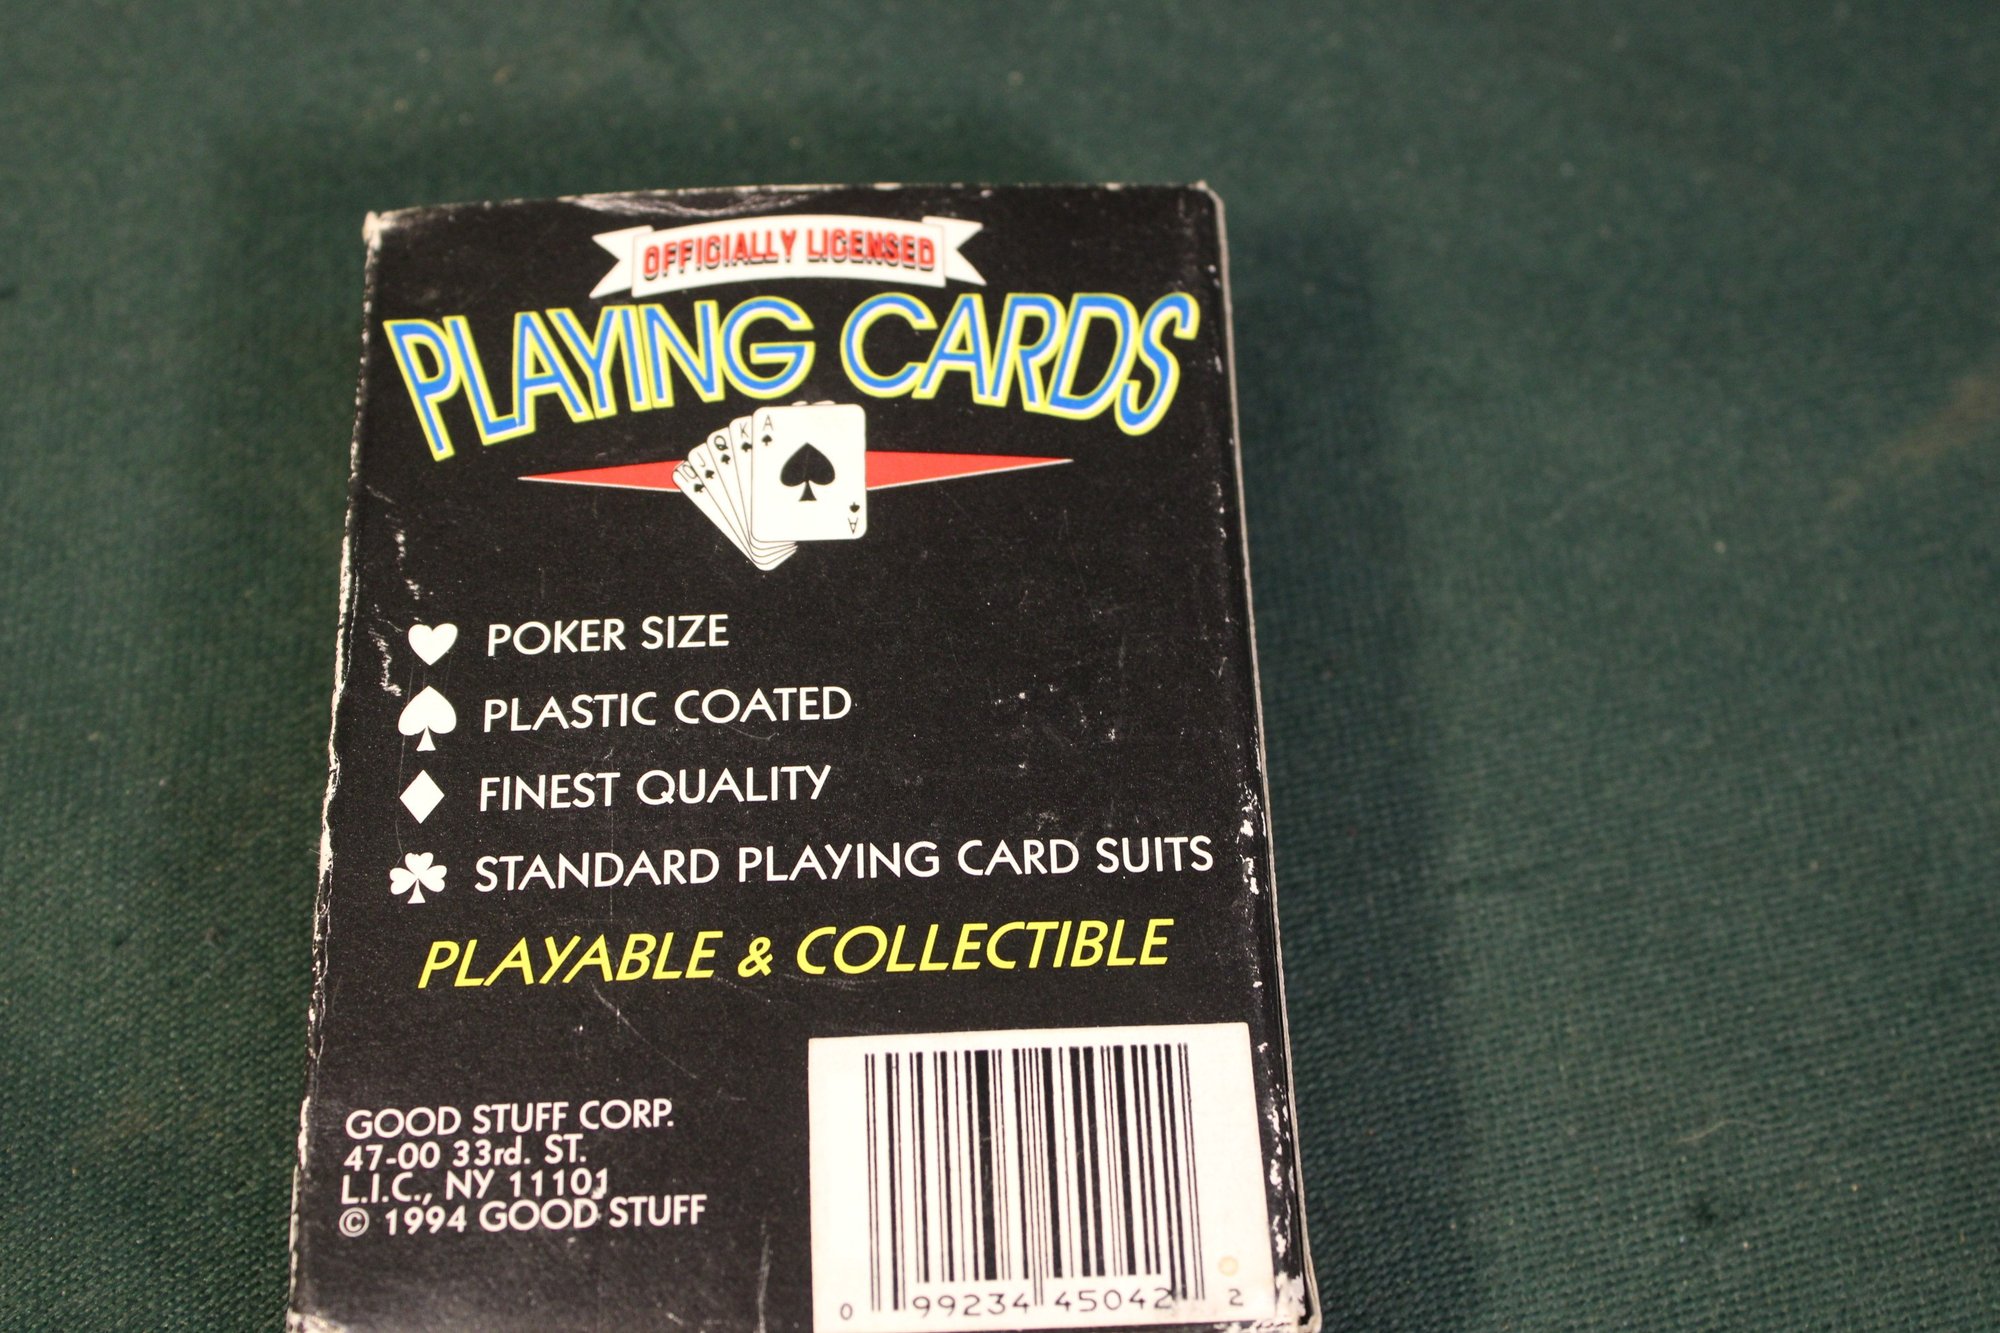 OFFICIALLY LICENSED
PLAYING CARDS
10 J Q K A
A
POKER SIZE
PLASTIC COATED
FINEST QUALITY
STANDARD PLAYING CARD SUITS
PLAYABLE & COLLECTIBLE
GOOD STUFF CORP.
47-00 33rd. ST.
L.I.C., NY 11101
© 1994 GOOD STUFF
0 99234 45042 2